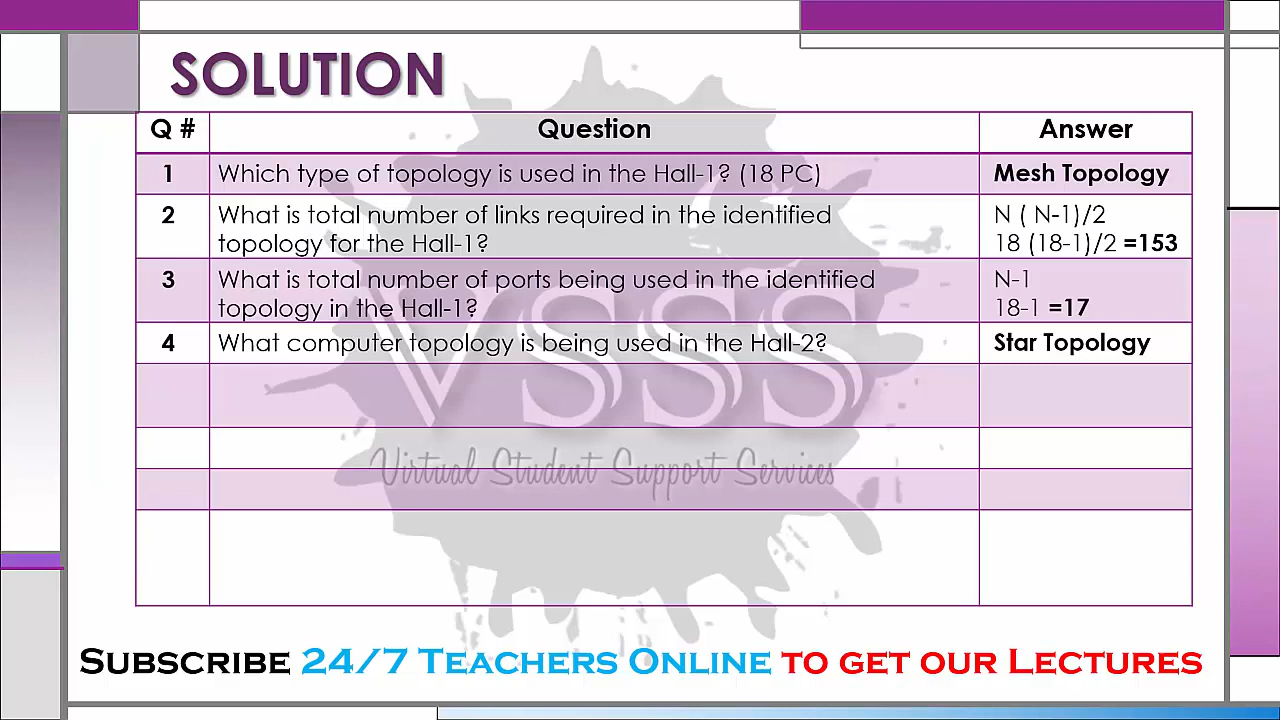 SOLUTION
Q # Question Answer
1 Which type of topology is used in the Hall-1? (18 PC) Mesh Topology
2 What is total number of links required in the identified topology for the Hall-1? N ( N-1)/2
18 (18-1)/2 =153
3 What is total number of ports being used in the identified topology in the Hall-1? N-1
18-1 =17
4 What computer topology is being used in the Hall-2? Star Topology
VSSS
Virtual Student Support Services
SUBSCRIBE 24/7 TEACHERS ONLINE TO GET OUR LECTURES